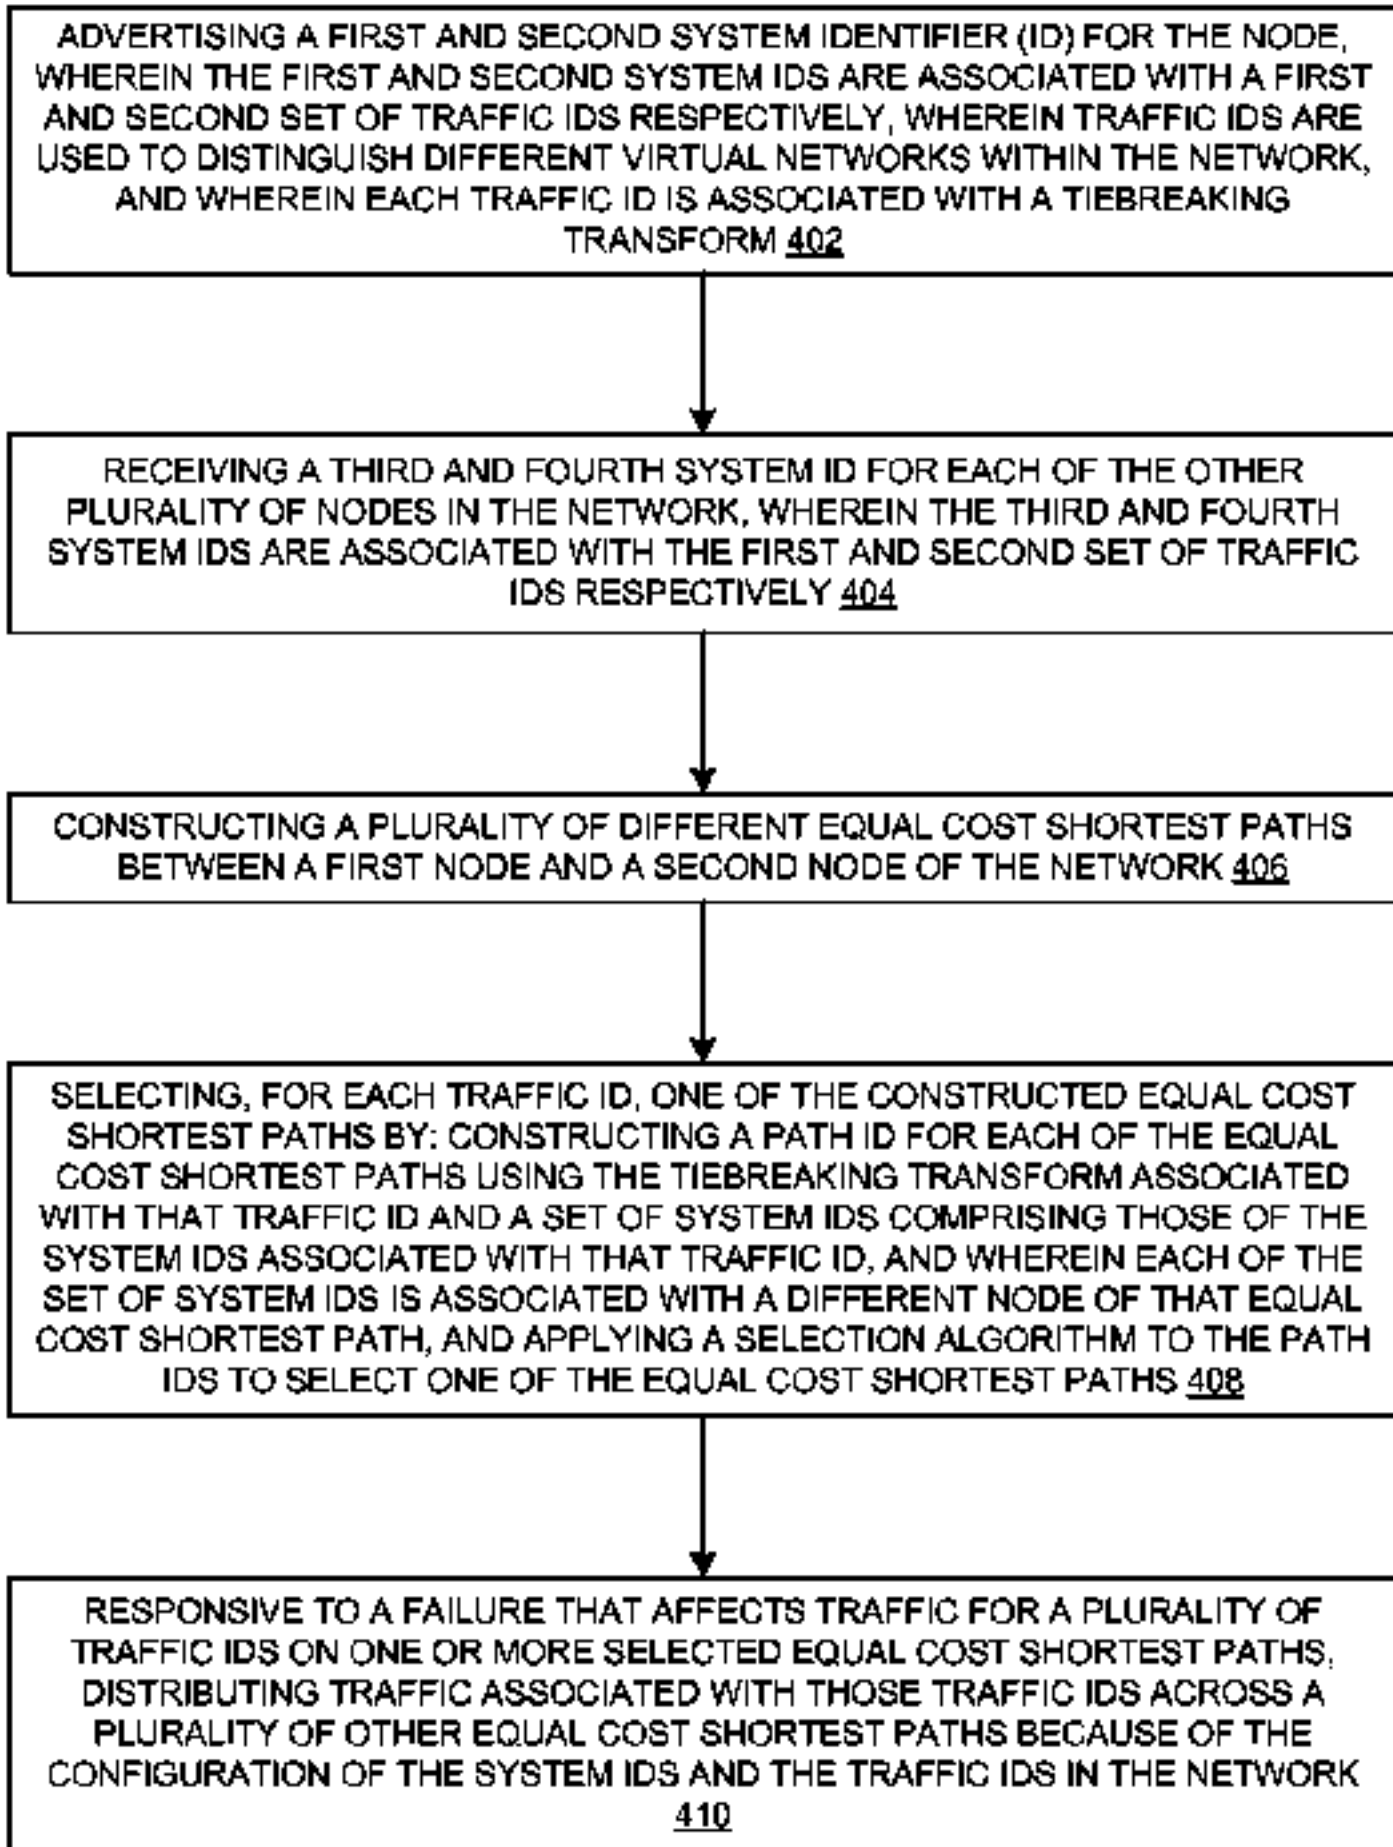 ADVERTISING A FIRST AND SECOND SYSTEM IDENTIFIER (ID) FOR THE NODE,
WHEREIN THE FIRST AND SECOND SYSTEM IDS ARE ASSOCIATED WITH A FIRST
AND SECOND SET OF TRAFFIC IDS RESPECTIVELY, WHEREIN TRAFFIC IDS ARE
USED TO DISTINGUISH DIFFERENT VIRTUAL NETWORKS WITHIN THE NETWORK,
AND WHEREIN EACH TRAFFIC ID IS ASSOCIATED WITH A TIEBREAKING
TRANSFORM 402
RECEIVING A THIRD AND FOURTH SYSTEM ID FOR EACH OF THE OTHER
PLURALITY OF NODES IN THE NETWORK, WHEREIN THE THIRD AND FOURTH
SYSTEM IDS ARE ASSOCIATED WITH THE FIRST AND SECOND SET OF TRAFFIC
IDS RESPECTIVELY 404
CONSTRUCTING A PLURALITY OF DIFFERENT EQUAL COST SHORTEST PATHS
BETWEEN A FIRST NODE AND A SECOND NODE OF THE NETWORK 406
SELECTING, FOR EACH TRAFFIC ID, ONE OF THE CONSTRUCTED EQUAL COST
SHORTEST PATHS BY: CONSTRUCTING A PATH ID FOR EACH OF THE EQUAL
COST SHORTEST PATHS USING THE TIEBREAKING TRANSFORM ASSOCIATED
WITH THAT TRAFFIC ID AND A SET OF SYSTEM IDS COMPRISING THOSE OF THE
SYSTEM IDS ASSOCIATED WITH THAT TRAFFIC ID, AND WHEREIN EACH OF THE
SET OF SYSTEM IDS IS ASSOCIATED WITH A DIFFERENT NODE OF THAT EQUAL
COST SHORTEST PATH, AND APPLYING A SELECTION ALGORITHM TO THE PATH
IDS TO SELECT ONE OF THE EQUAL COST SHORTEST PATHS 408
RESPONSIVE TO A FAILURE THAT AFFECTS TRAFFIC FOR A PLURALITY OF
TRAFFIC IDS ON ONE OR MORE SELECTED EQUAL COST SHORTEST PATHS,
DISTRIBUTING TRAFFIC ASSOCIATED WITH THOSE TRAFFIC IDS ACROSS A
PLURALITY OF OTHER EQUAL COST SHORTEST PATHS BECAUSE OF THE
CONFIGURATION OF THE SYSTEM IDS AND THE TRAFFIC IDS IN THE NETWORK
410